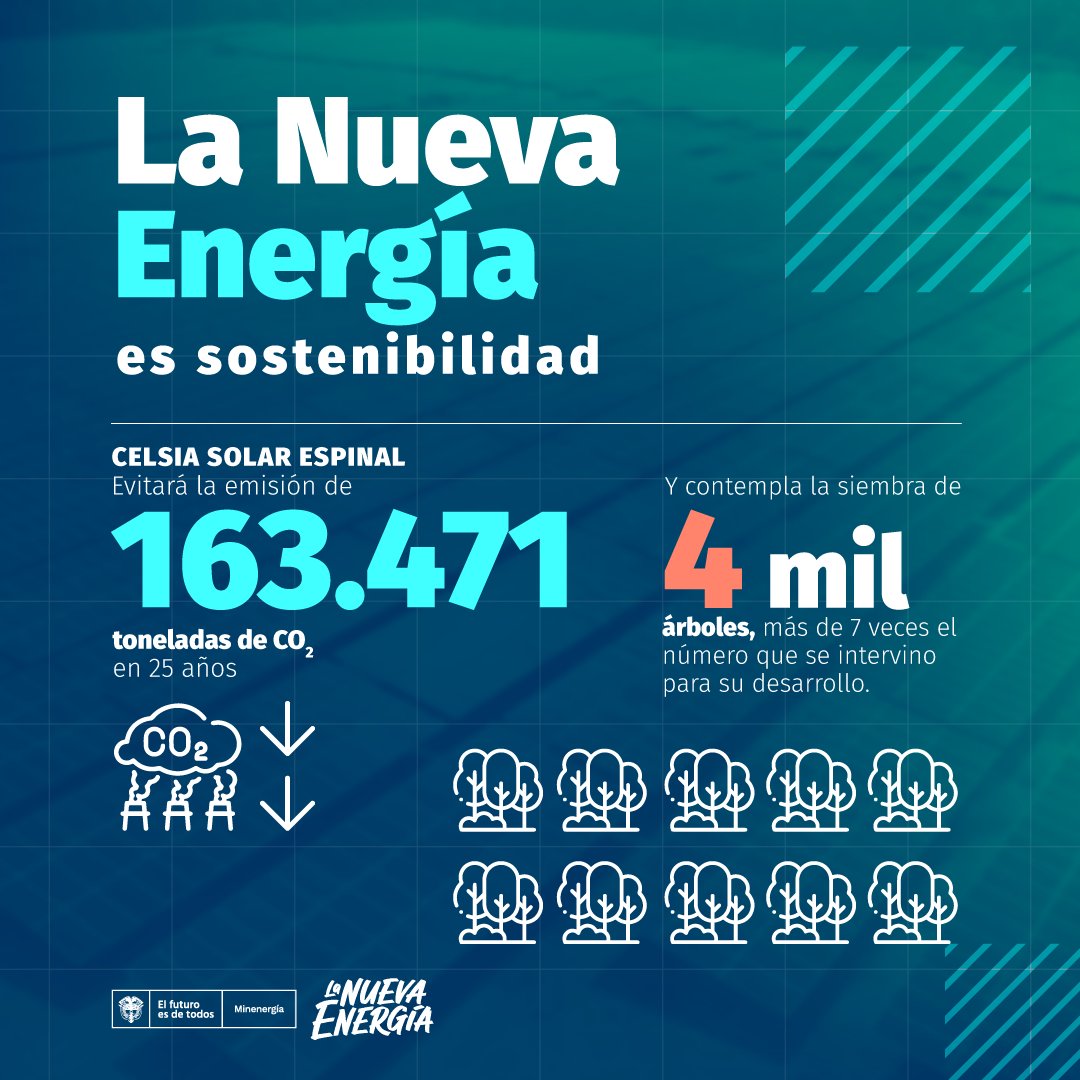 La Nueva
Energía
es sostenibilidad
CELSIA SOLAR ESPINAL
Evitará la emisión de
163.471
toneladas de CO₂
en 25 años
Y contempla la siembra de
4 mil
árboles, más de 7 veces el
número que se intervino
para su desarrollo.
CO₂
El futuro
es de todos
Minenergía
La NUEVA
ENERGÍA